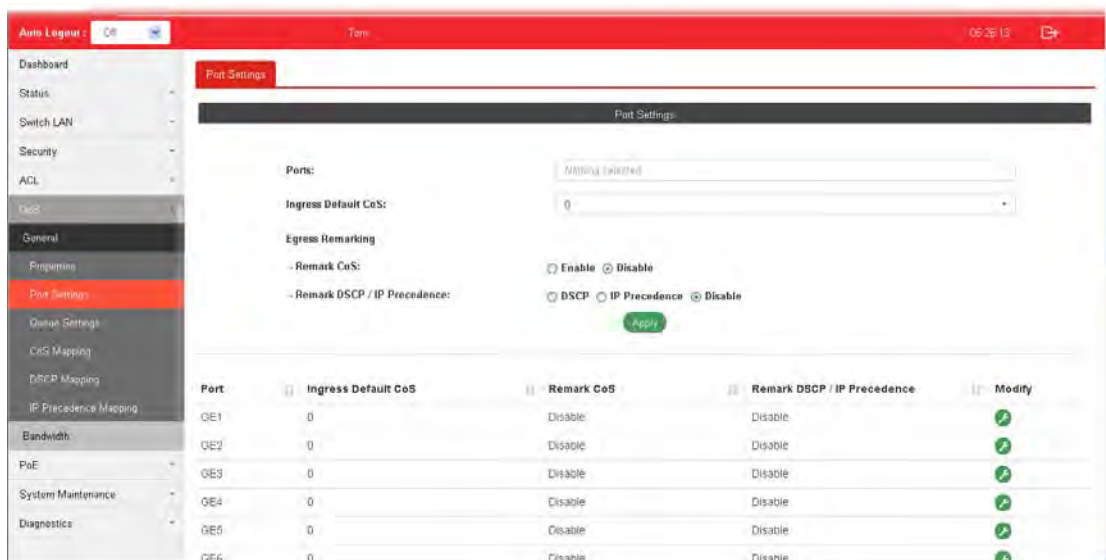 Auto Logout : Off
Dashboard
Status
Switch LAN
Security
ACL
QoS
General
Properties
Port Settings
Queue Settings
CoS Mapping
DSCP Mapping
IP Precedence Mapping
Bandwidth
PoE
System Maintenance
Diagnostics
Port Settings
Port Settings
Ports: Nothing selected
Ingress Default CoS: 0
Egress Remarking
- Remark CoS: Enable Disable
- Remark DSCP / IP Precedence: DSCP IP Precedence Disable
Apply
Port Ingress Default CoS Remark CoS Remark DSCP / IP Precedence Modify
GE1 0 Disable Disable
GE2 0 Disable Disable
GE3 0 Disable Disable
GE4 0 Disable Disable
GE5 0 Disable Disable
GE6 0 Disable Disable